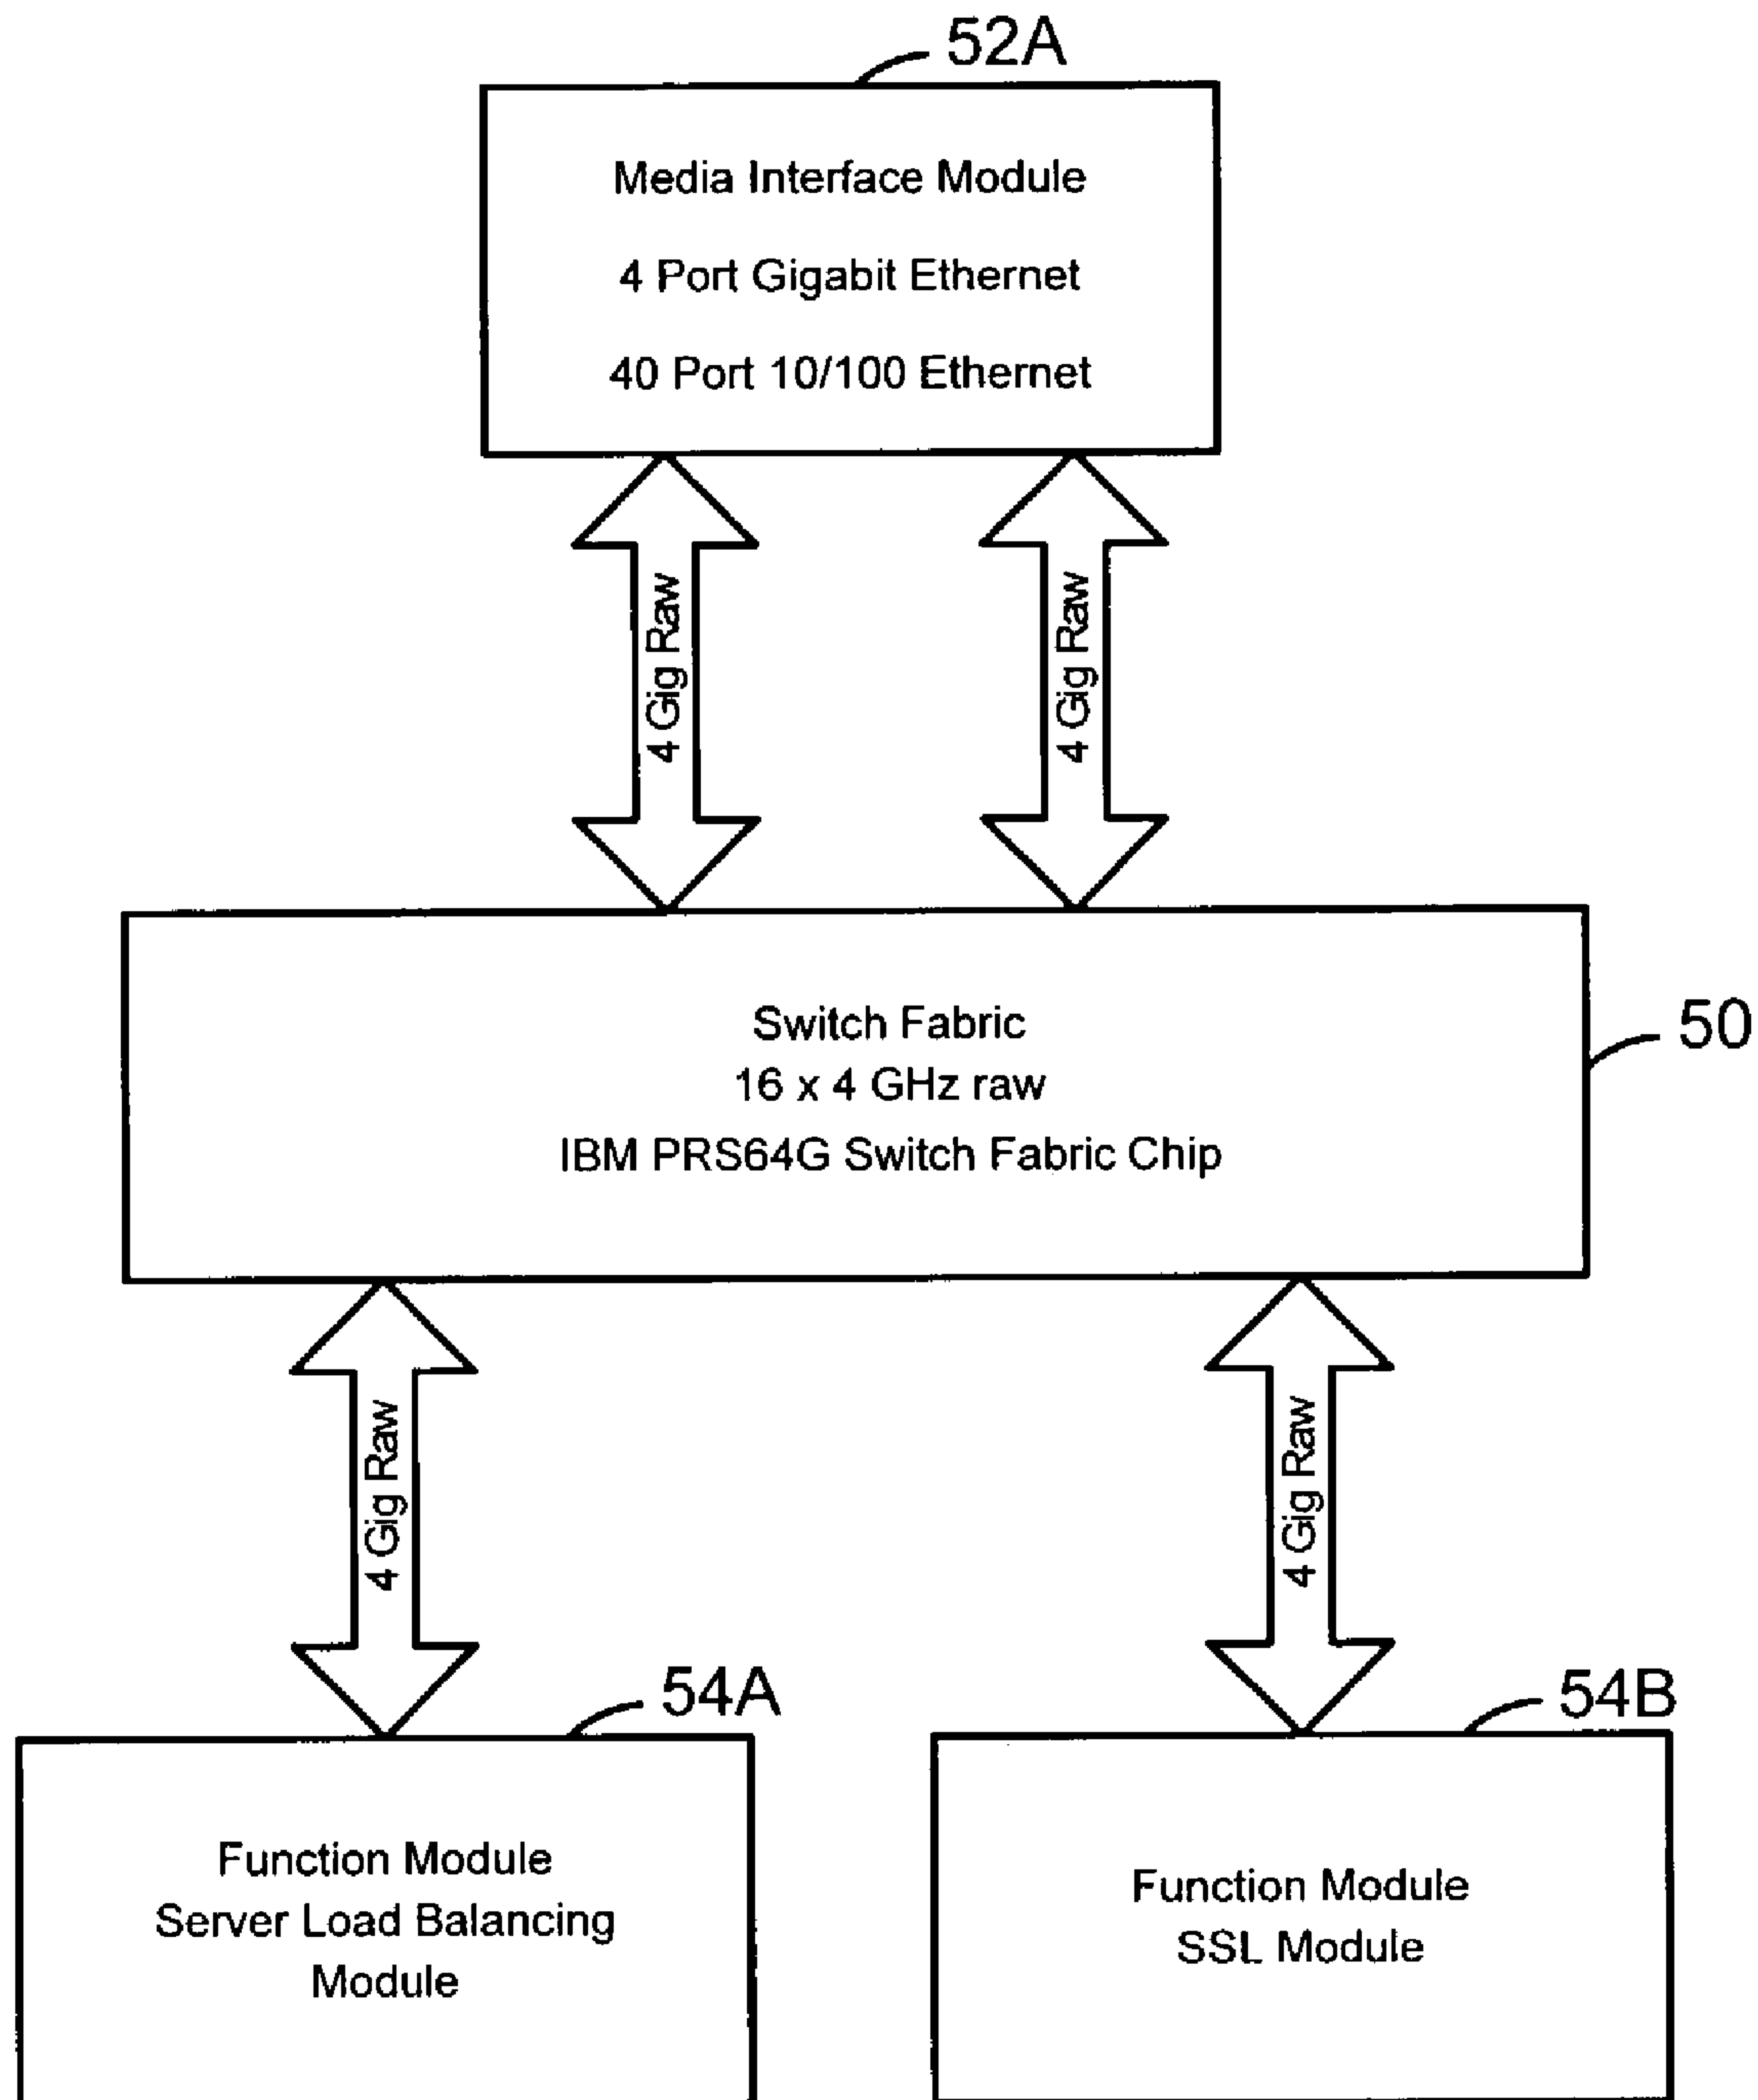 52A
Media Interface Module
4 Port Gigabit Ethernet
40 Port 10/100 Ethernet
4 Gig Raw
4 Gig Raw
Switch Fabric
16 x 4 GHz raw
IBM PRS64G Switch Fabric Chip
50
4 Gig Raw
4 Gig Raw
54A
Function Module
Server Load Balancing
Module
54B
Function Module
SSL Module